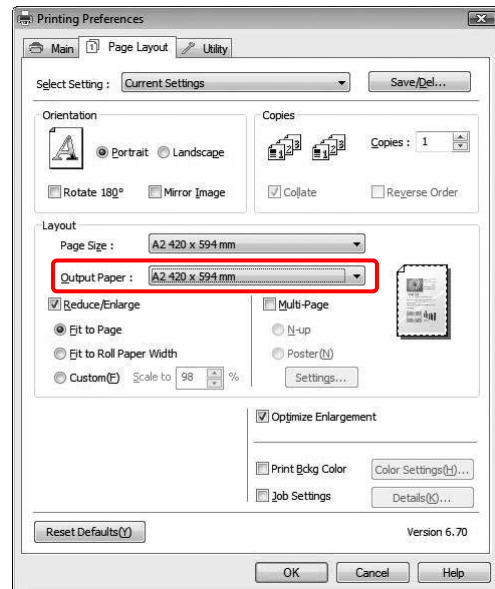 Printing Preferences
Main Page Layout Utility
Select Setting : Current Settings Save/Del...
Orientation
Portrait Landscape
Rotate 180° Mirror Image
Copies
Copies : 1
Collate Reverse Order
Layout
Page Size : A2 420 x 594 mm
Output Paper : A2 420 x 594 mm
Reduce/Enlarge
Fit to Page
Fit to Roll Paper Width
Custom(F) Scale to 98 %
Multi-Page
N-up
Poster(N)
Settings...
Optimize Enlargement
Print Bckg Color Color Settings(H)...
Job Settings Details(K)...
Reset Defaults(Y) Version 6.70
OK Cancel Help